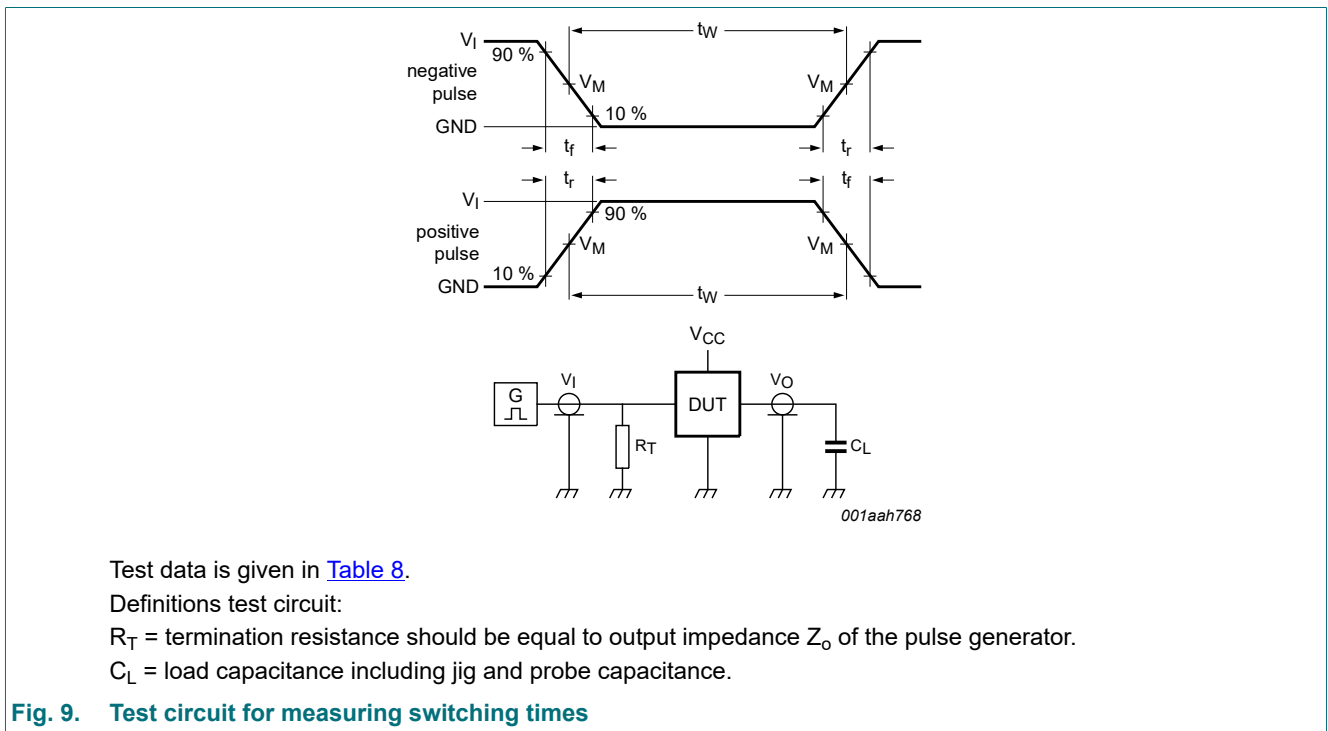 tW
VI
90 %
negative
pulse
VM
VM
10 %
GND
tf
tr
tr
tf
VI
90 %
positive
pulse
VM
VM
10 %
GND
tW
VCC
G
VI
DUT
VO
RT
CL
001aah768
Test data is given in Table 8.
Definitions test circuit:
RT = termination resistance should be equal to output impedance Zo of the pulse generator.
CL = load capacitance including jig and probe capacitance.
Fig. 9. Test circuit for measuring switching times